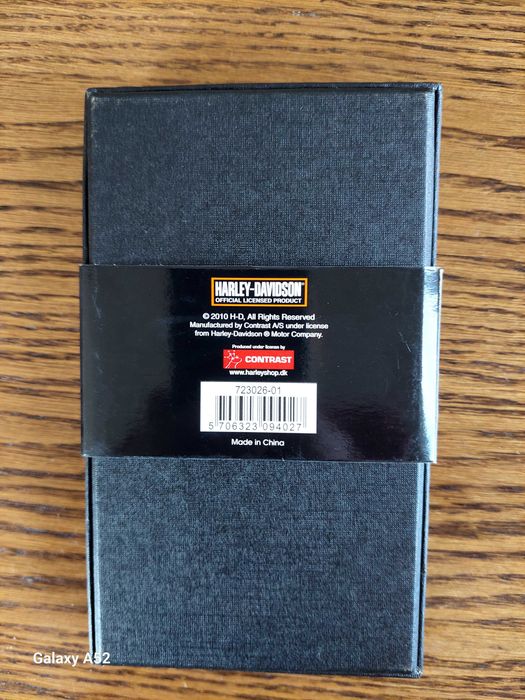 HARLEY-DAVIDSON
OFFICIAL LICENSED PRODUCT
© 2010 H-D, All Rights Reserved
Manufactured by Contrast A/S under license
from Harley-Davidson ® Motor Company.
Produced under license by
CONTRAST
www.harleyshop.dk
723026-01
5 706323 094027
Made in China
Galaxy A52